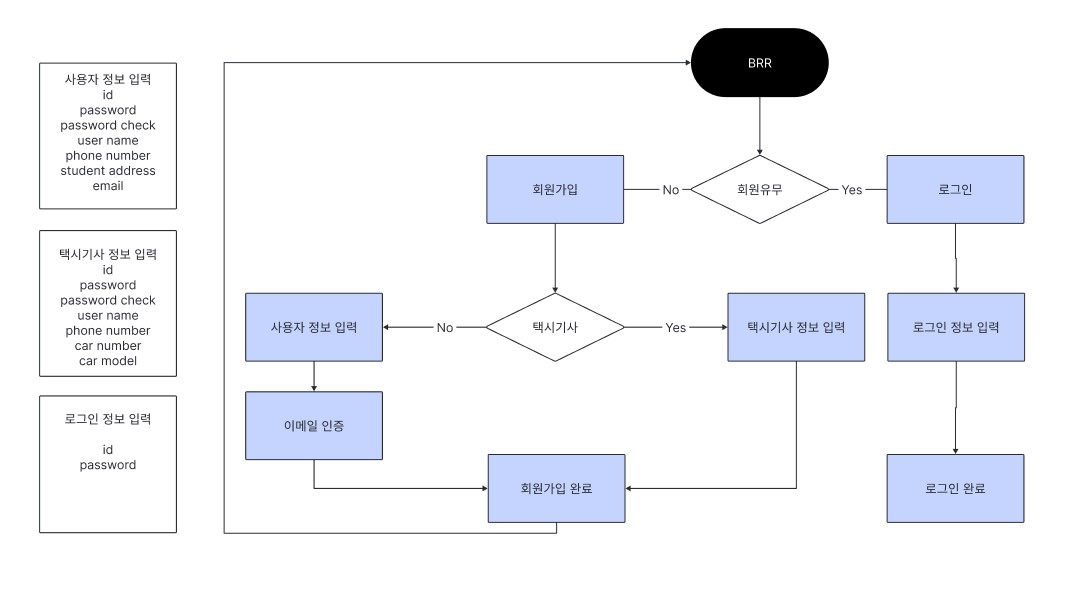 사용자 정보 입력
id
password
password check
user name
phone number
student address
email
택시기사 정보 입력
id
password
password check
user name
phone number
car number
car model
로그인 정보 입력
id
password
BRR
회원가입
No
회원유무
Yes
로그인
사용자 정보 입력
No
택시기사
Yes
택시기사 정보 입력
로그인 정보 입력
이메일 인증
회원가입 완료
로그인 완료